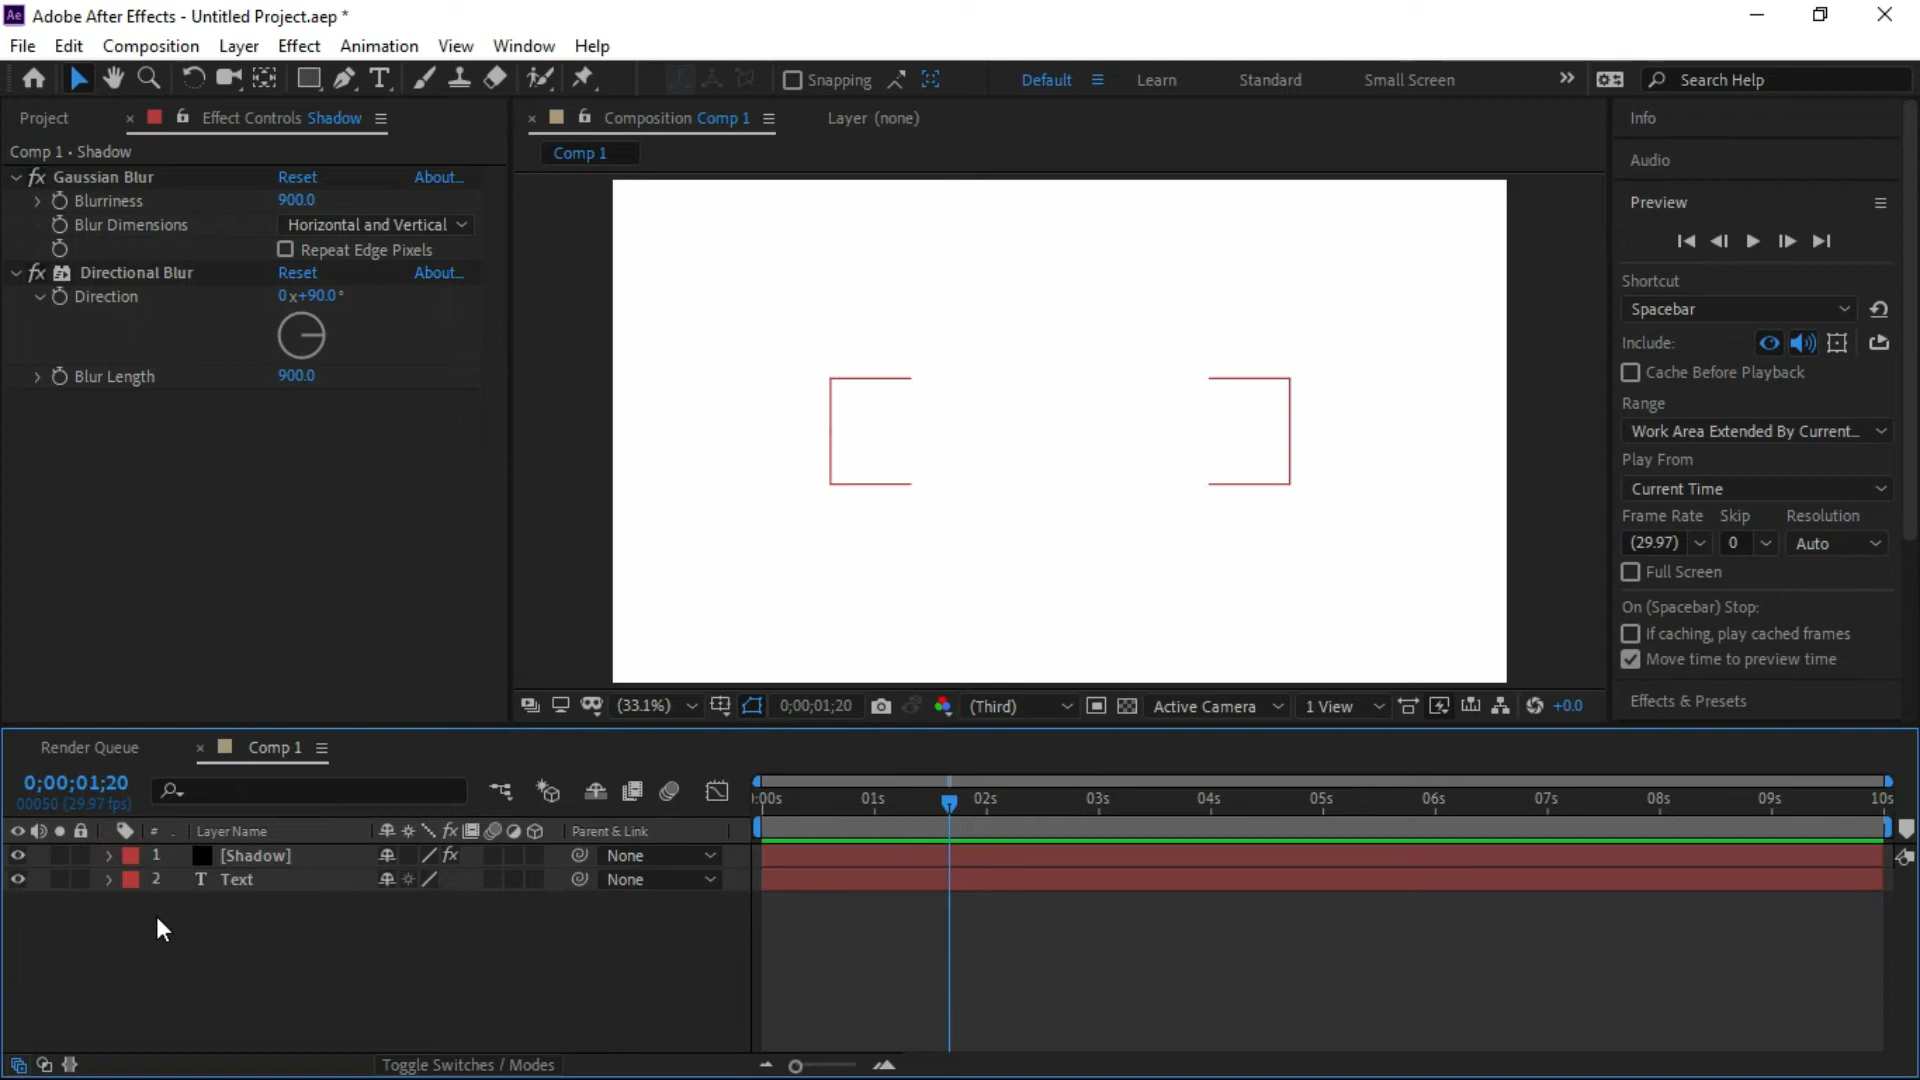 Ae Adobe After Effects - Untitled Project.aep *
File Edit Composition Layer Effect Animation View Window Help
T Snapping Default Learn Standard Small Screen Search Help
Project
Effect Controls Shadow
Comp 1 • Shadow
fx Gaussian Blur Reset About...
Blurriness 900.0
Blur Dimensions Horizontal and Vertical
Repeat Edge Pixels
fx Directional Blur Reset About...
Direction 0x+90.0°
Blur Length 900.0
Composition Comp 1
Layer (none)
Comp 1
(33.1%) 0;00;01;20 (Third) Active Camera 1 View +0.0
Info
Audio
Preview
Shortcut
Spacebar
Include:
Cache Before Playback
Range
Work Area Extended By Current...
Play From
Current Time
Frame Rate Skip Resolution
(29.97) 0 Auto
Full Screen
On (Spacebar) Stop:
If caching, play cached frames
Move time to preview time
Effects & Presets
Render Queue
Comp 1
0;00;01;20
00050 (29.97 fps)
:00s 01s 02s 03s 04s 05s 06s 07s 08s 09s 10s
# . Layer Name fx Parent & Link
1 [Shadow] fx None
2 T Text None
Toggle Switches / Modes